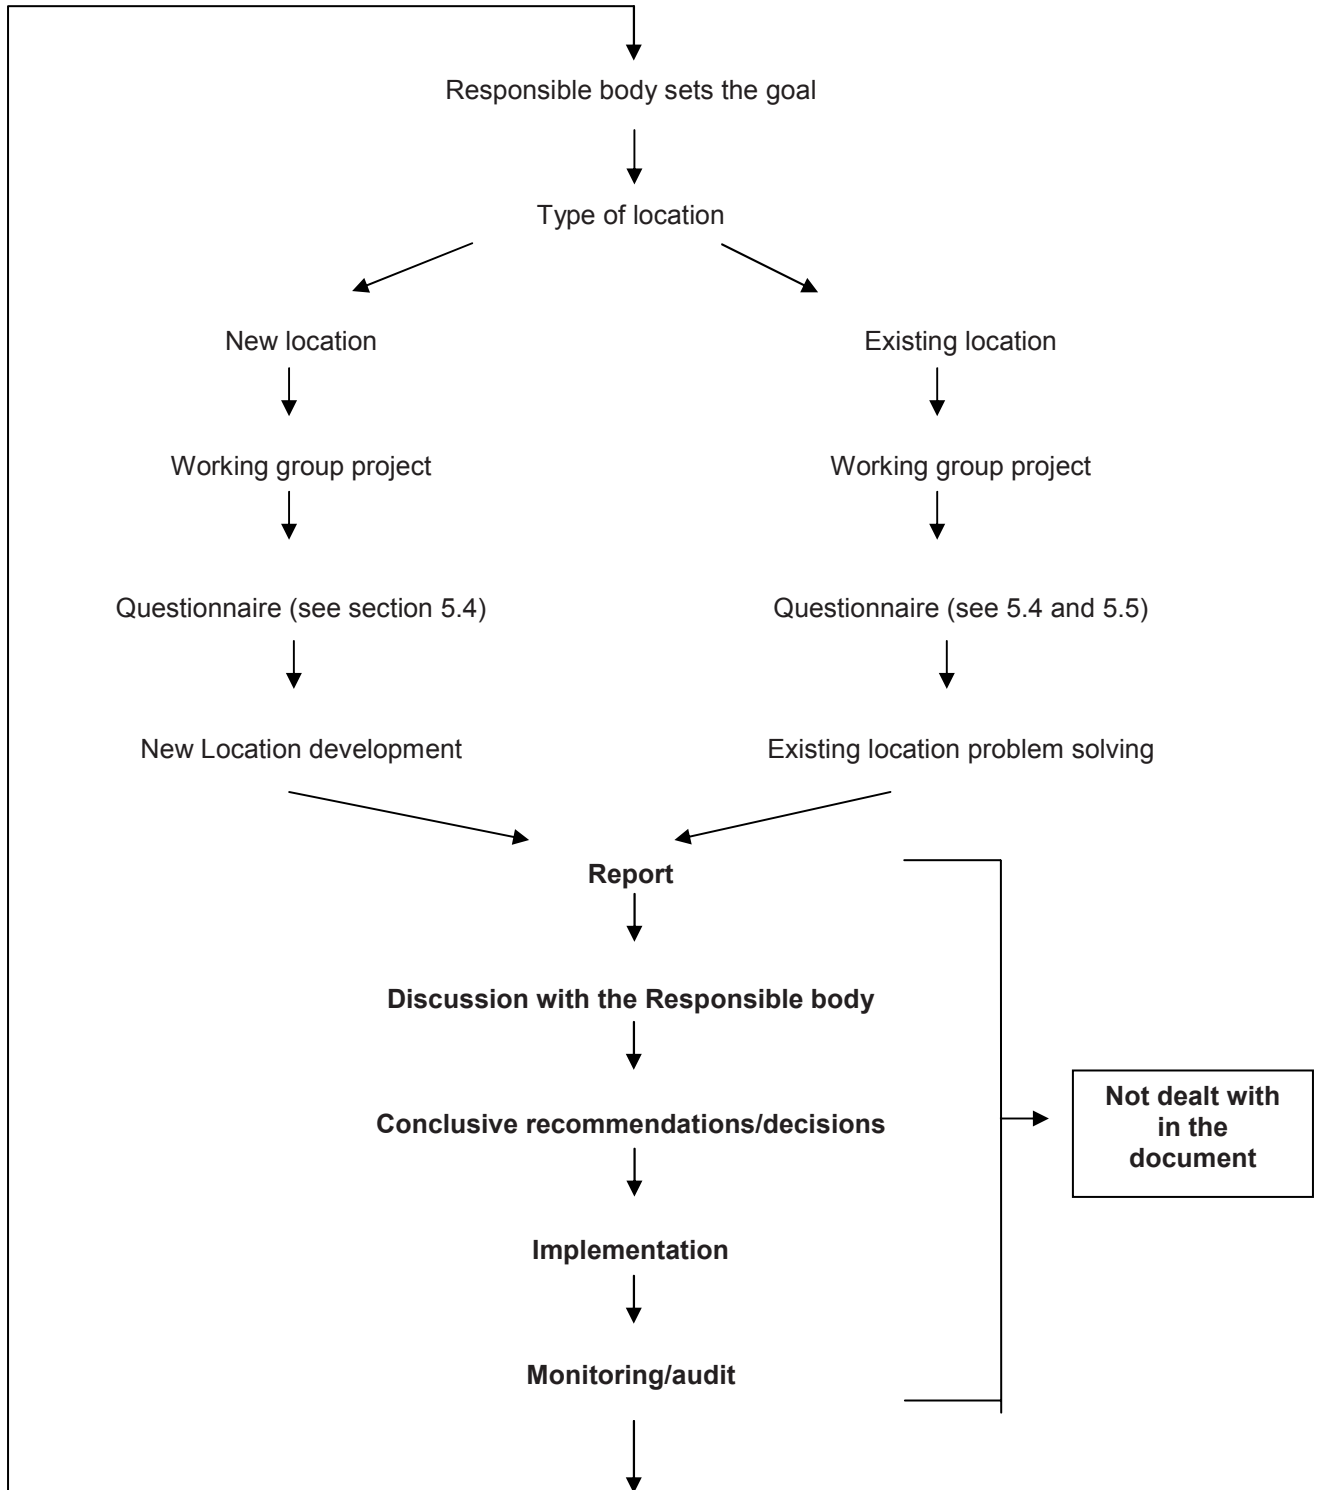 Responsible body sets the goal
Type of location
New location
Existing location
Working group project
Working group project
Questionnaire (see section 5.4)
Questionnaire (see 5.4 and 5.5)
New Location development
Existing location problem solving
Report
Discussion with the Responsible body
Conclusive recommendations/decisions
Not dealt with
in the
document
Implementation
Monitoring/audit